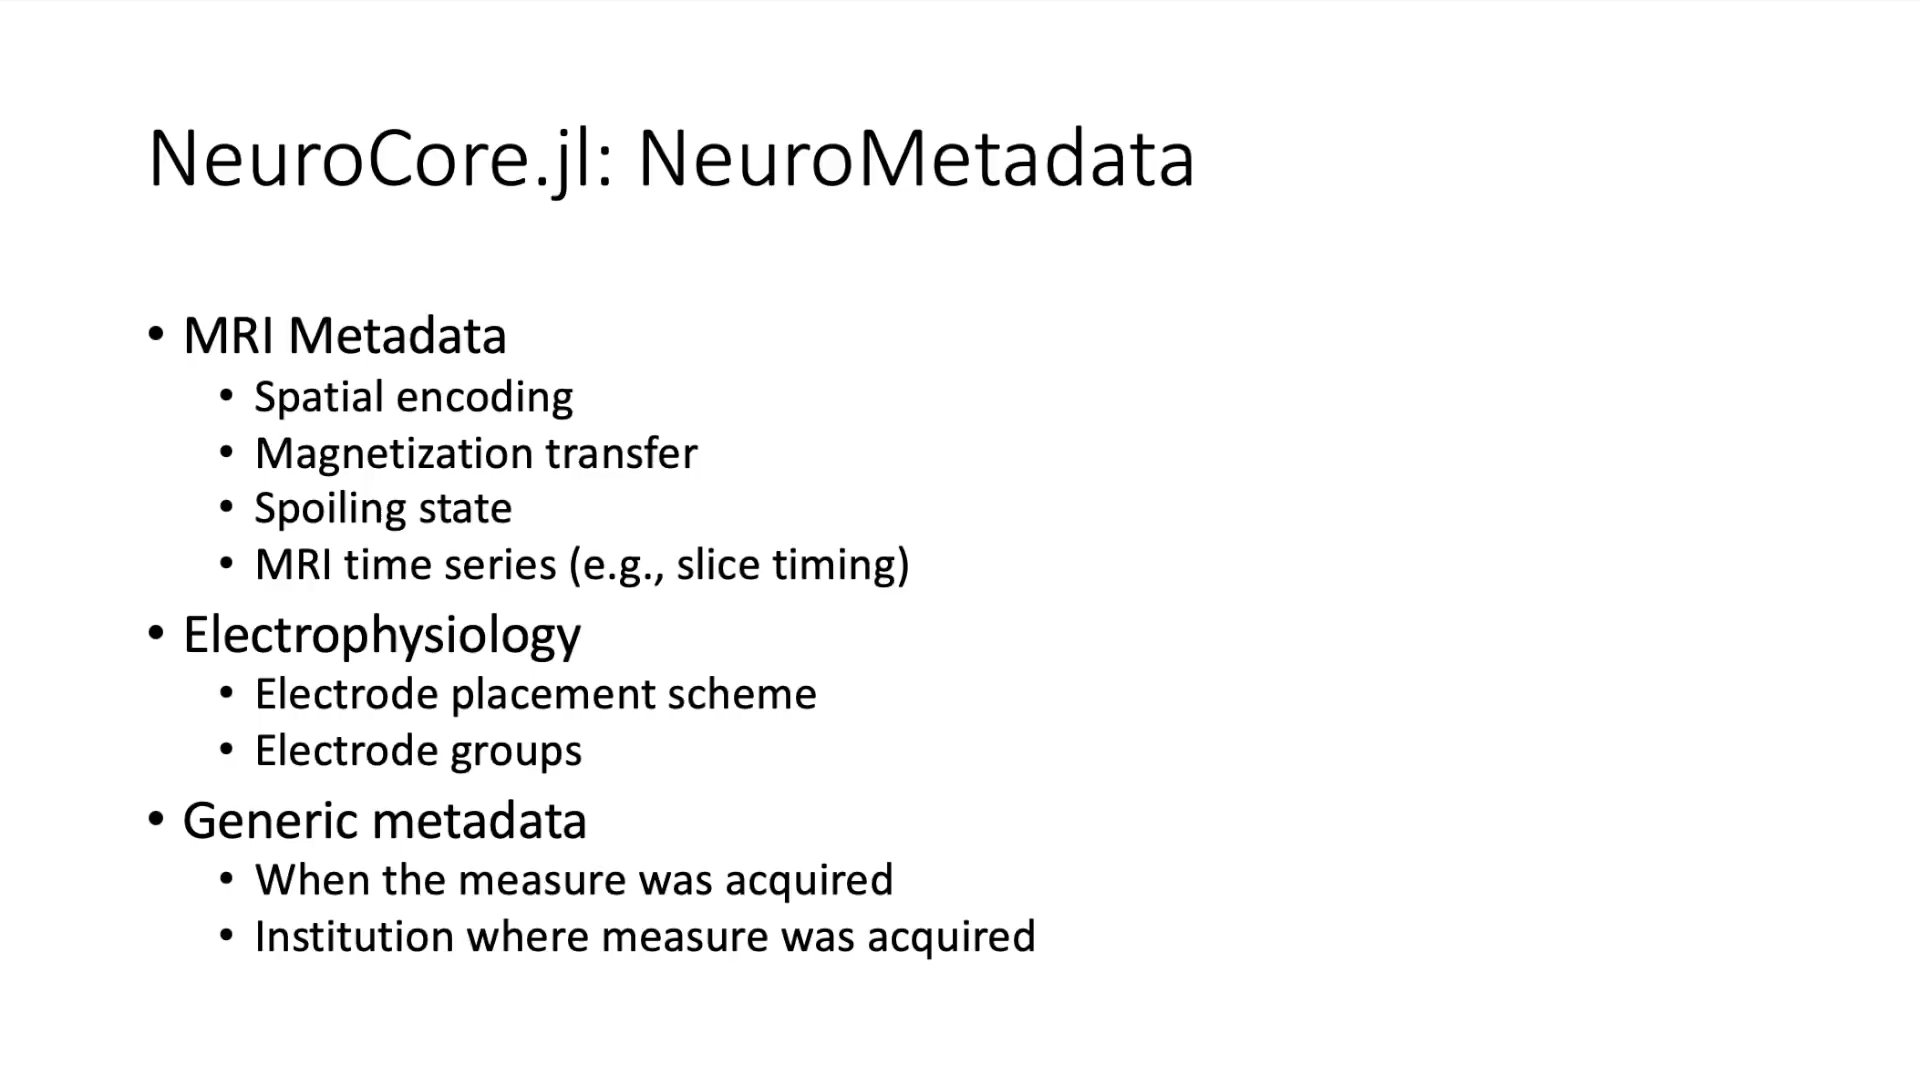 NeuroCore.jl: NeuroMetadata
• MRI Metadata
• Spatial encoding
• Magnetization transfer
• Spoiling state
• MRI time series (e.g., slice timing)
• Electrophysiology
• Electrode placement scheme
• Electrode groups
• Generic metadata
• When the measure was acquired
• Institution where measure was acquired